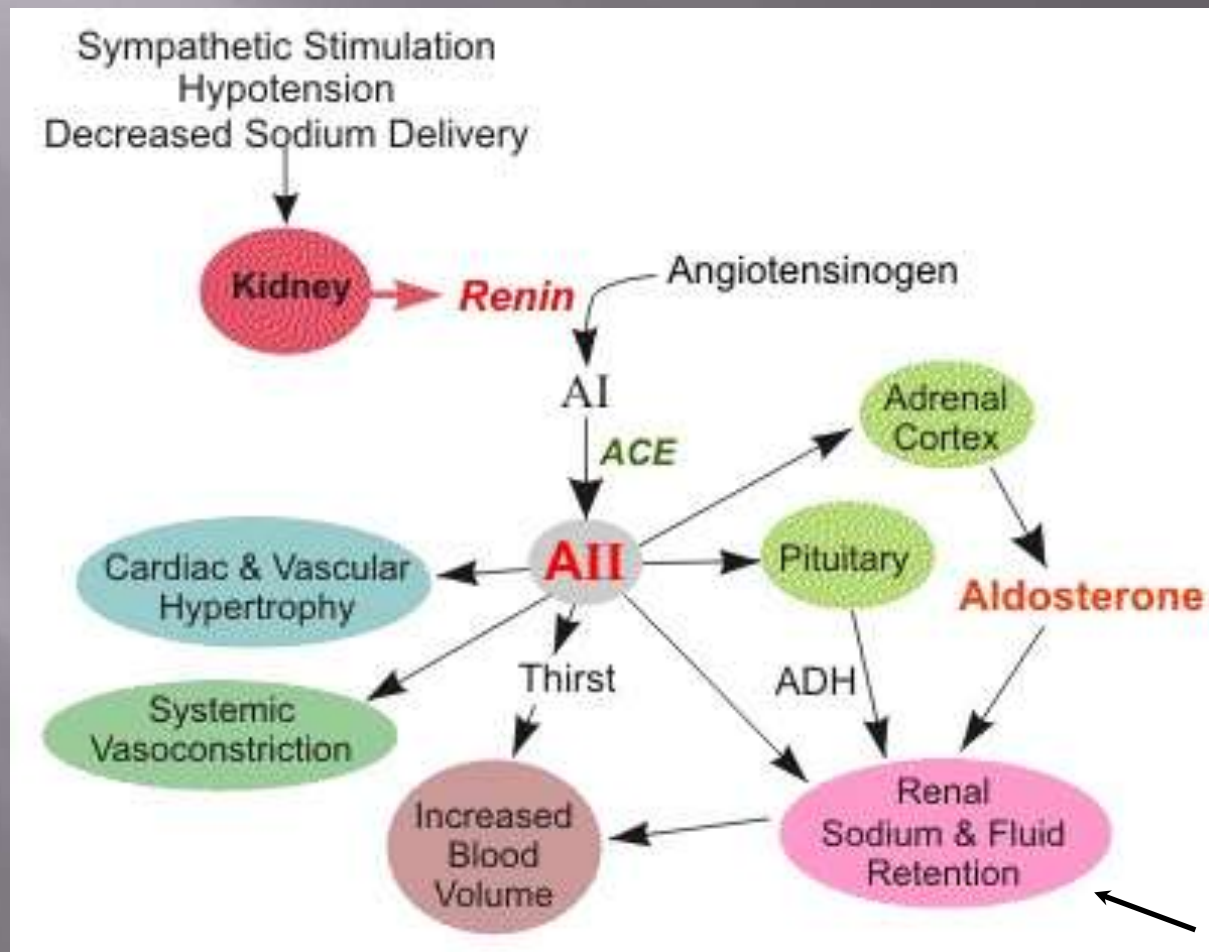 Sympathetic Stimulation
Hypotension
Decreased Sodium Delivery
Kidney
Renin
Angiotensinogen
AI
ACE
Adrenal
Cortex
AII
Pituitary
Cardiac & Vascular
Hypertrophy
Aldosterone
Thirst
ADH
Systemic
Vasoconstriction
Increased
Blood
Volume
Renal
Sodium & Fluid
Retention